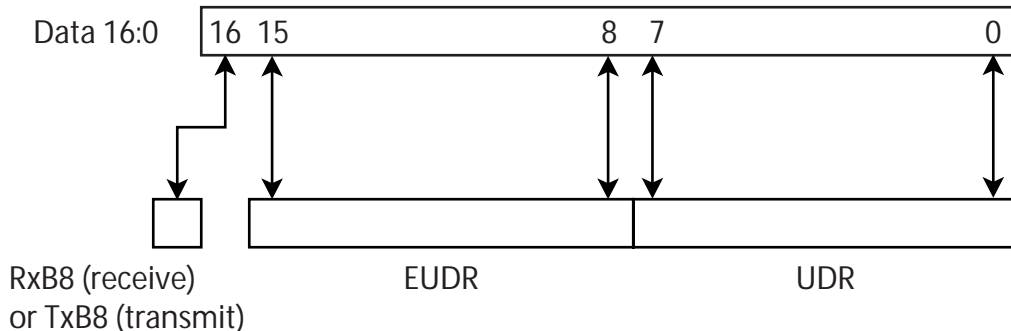 Data 16:0 16 15 8 7 0
RxB8 (receive) EUDR UDR
or TxB8 (transmit)